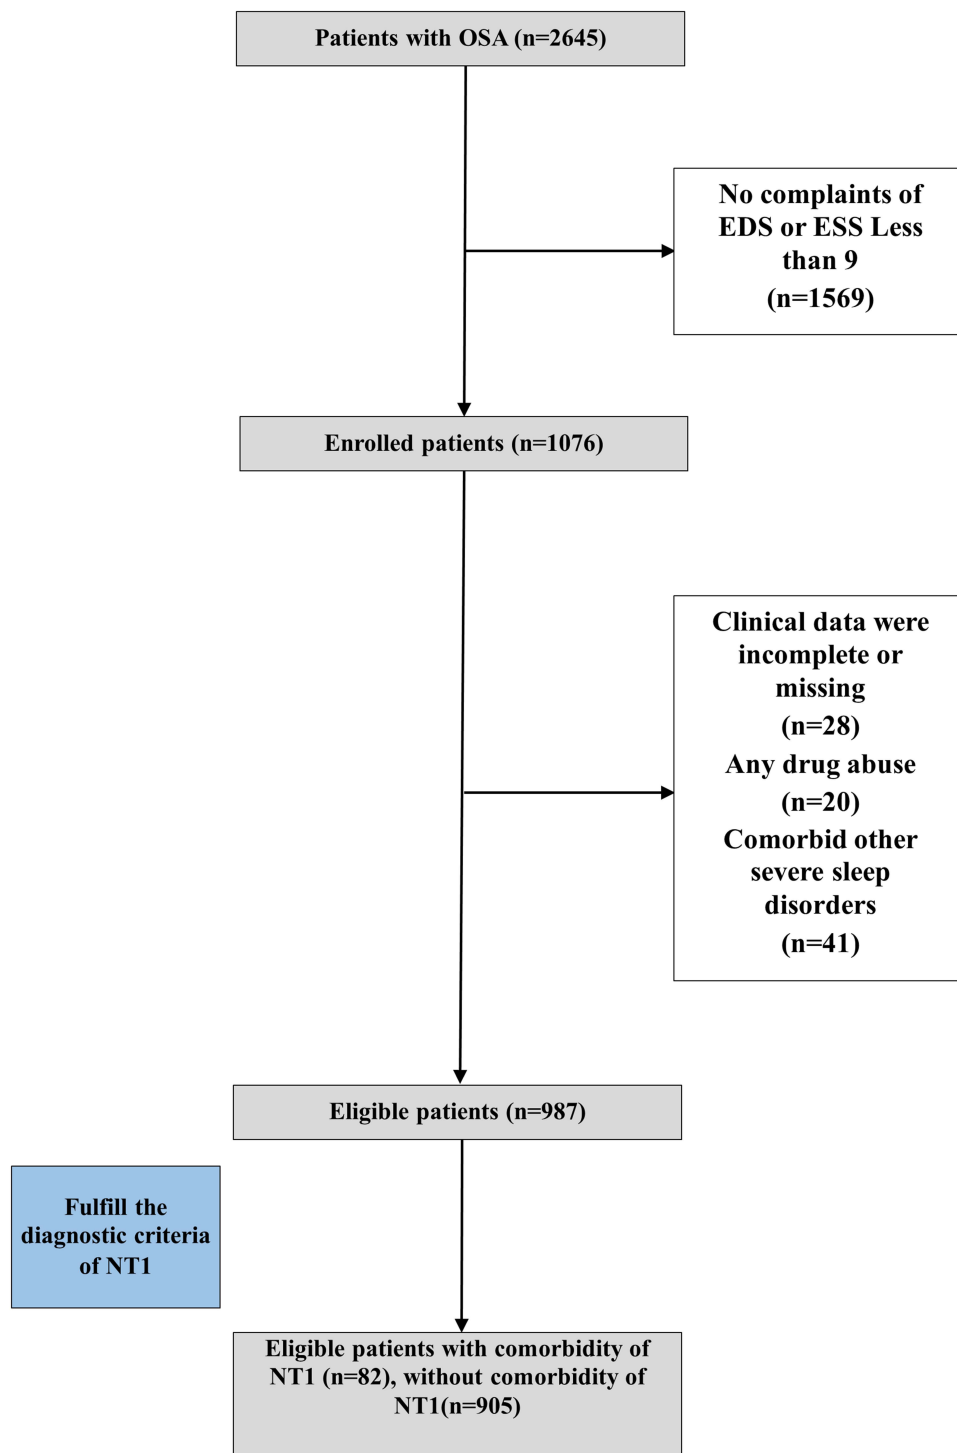 Patients with OSA (n=2645)
No complaints of
EDS or ESS Less
than 9
(n=1569)
Enrolled patients (n=1076)
Clinical data were
incomplete or
missing
(n=28)
Any drug abuse
(n=20)
Comorbid other
severe sleep
disorders
(n=41)
Eligible patients (n=987)
Fulfill the
diagnostic criteria
of NT1
Eligible patients with comorbidity of
NT1 (n=82), without comorbidity of
NT1(n=905)